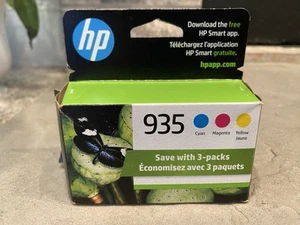 hp
Download the free
HP Smart app.
Téléchargez l'application
HP Smart gratuite.
hpapp.com
935
Cyan
Magenta
Yellow
Jaune
Save with 3-packs
Économisez avec 3 paquets